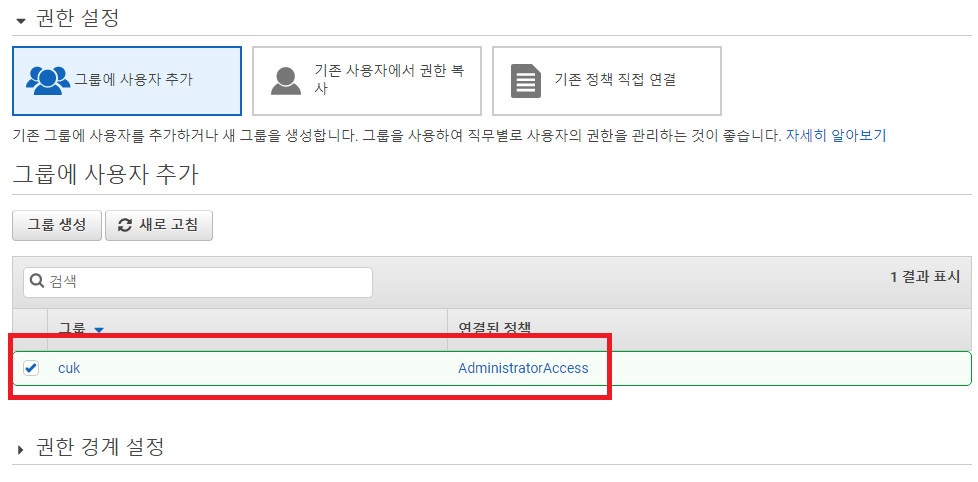 권한 설정
그룹에 사용자 추가
기존 사용자에서 권한 복
사
기존 정책 직접 연결
기존 그룹에 사용자를 추가하거나 새 그룹을 생성합니다. 그룹을 사용하여 직무별로 사용자의 권한을 관리하는 것이 좋습니다. 자세히 알아보기
그룹에 사용자 추가
그룹 생성
새로 고침
검색
1 결과 표시
그룹
연결된 정책
cuk
AdministratorAccess
권한 경계 설정